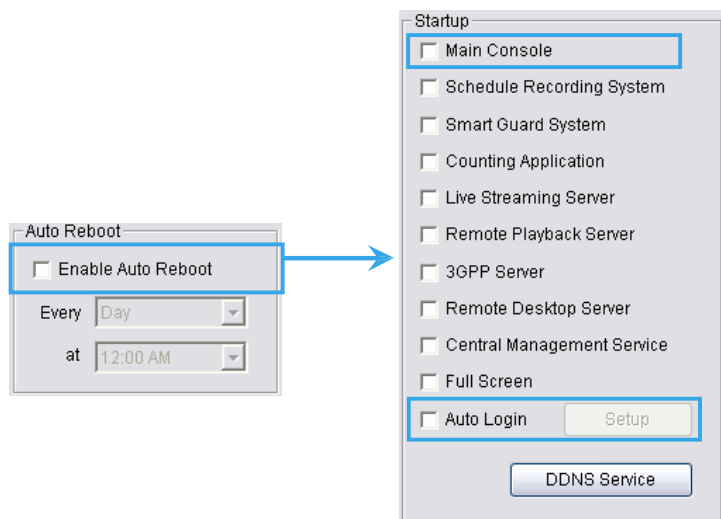 Auto Reboot
Enable Auto Reboot
Every Day
at 12:00 AM
Startup
Main Console
Schedule Recording System
Smart Guard System
Counting Application
Live Streaming Server
Remote Playback Server
3GPP Server
Remote Desktop Server
Central Management Service
Full Screen
Auto Login Setup
DDNS Service